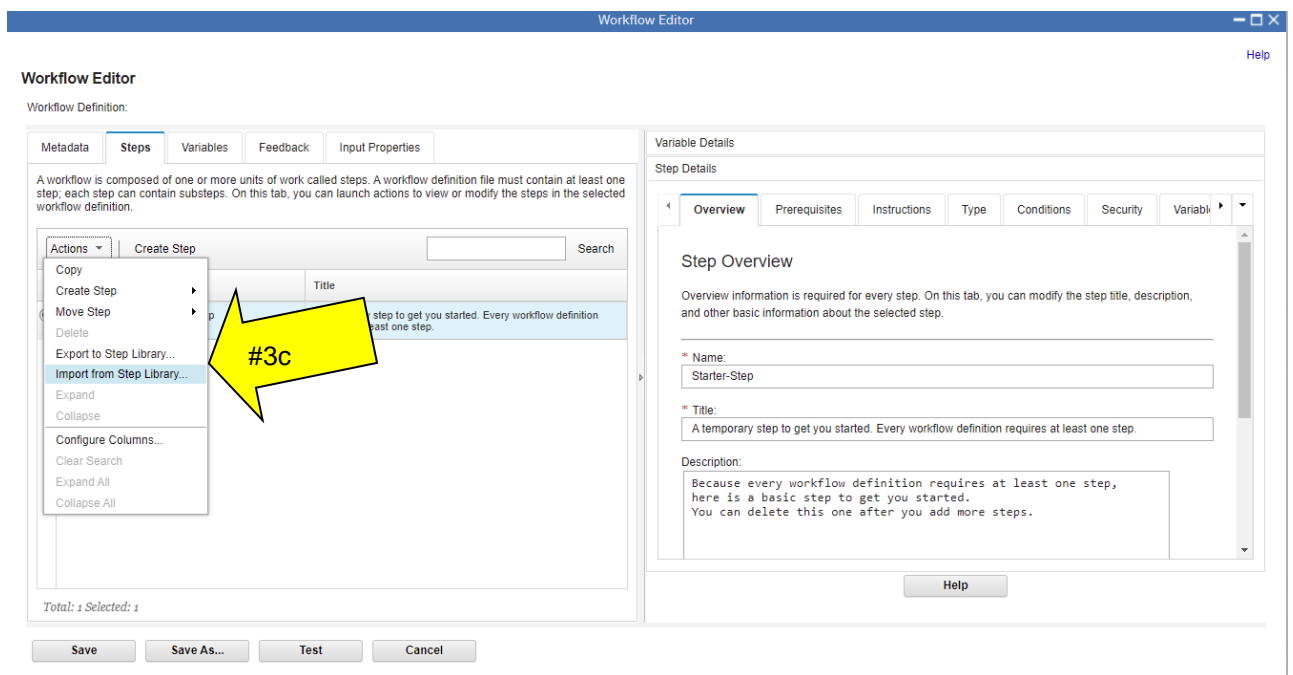 Workflow Editor
Help
Workflow Editor
Workflow Definition:
Metadata Steps Variables Feedback Input Properties
A workflow is composed of one or more units of work called steps. A workflow definition file must contain at least one
step; each step can contain substeps. On this tab, you can launch actions to view or modify the steps in the selected
workflow definition.
Actions Create Step Search
Title
step to get you started. Every workflow definition
east one step.
Copy
Create Step
Move Step
Delete
Export to Step Library...
Import from Step Library...
Expand
Collapse
Configure Columns...
Clear Search
Expand All
Collapse All
#3c
Total: 1 Selected: 1
Variable Details
Step Details
Overview Prerequisites Instructions Type Conditions Security
Step Overview
Overview information is required for every step. On this tab, you can modify the step title, description,
and other basic information about the selected step.
* Name:
Starter-Step
* Title:
A temporary step to get you started. Every workflow definition requires at least one step.
Description:
Because every workflow definition requires at least one step,
here is a basic step to get you started.
You can delete this one after you add more steps.
Help
Save Save As... Test Cancel